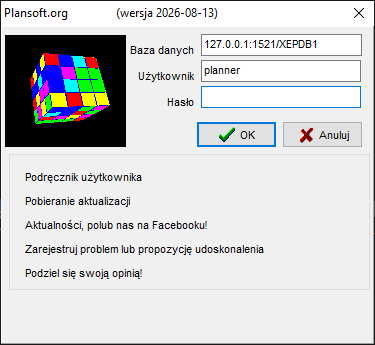 Plansoft.org (wersja 2026-08-13)
Baza danych 127.0.0.1:1521/XEPDB1
Użytkownik planner
Hasło
OK Anuluj
Podręcznik użytkownika
Pobieranie aktualizacji
Aktualności, polub nas na Facebooku!
Zarejestruj problem lub propozycję udoskonalenia
Podziel się swoją opinią!